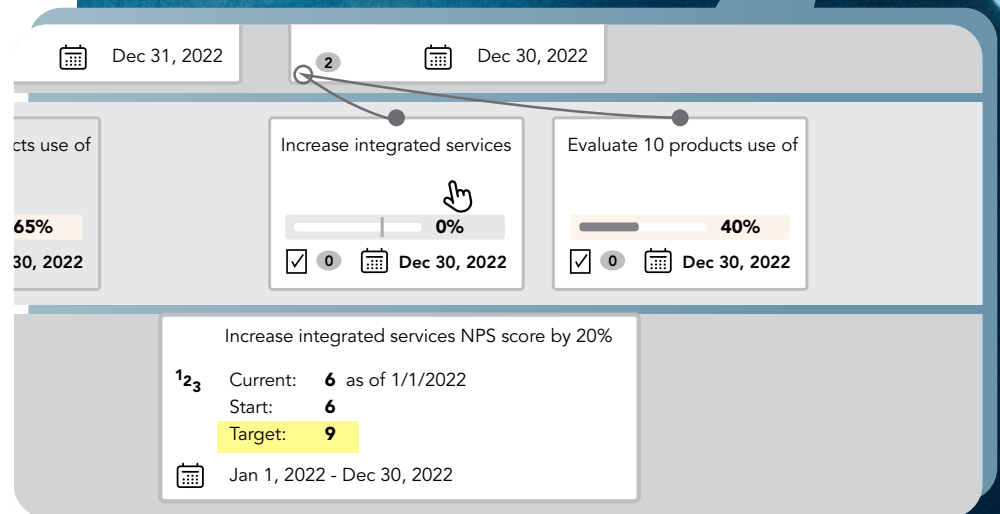 Dec 31, 2022
2
Dec 30, 2022
cts use of
65%
30, 2022
Increase integrated services
0%
0
Dec 30, 2022
Evaluate 10 products use of
40%
0
Dec 30, 2022
Increase integrated services NPS score by 20%
123
Current: 6 as of 1/1/2022
Start: 6
Target: 9
Jan 1, 2022 - Dec 30, 2022